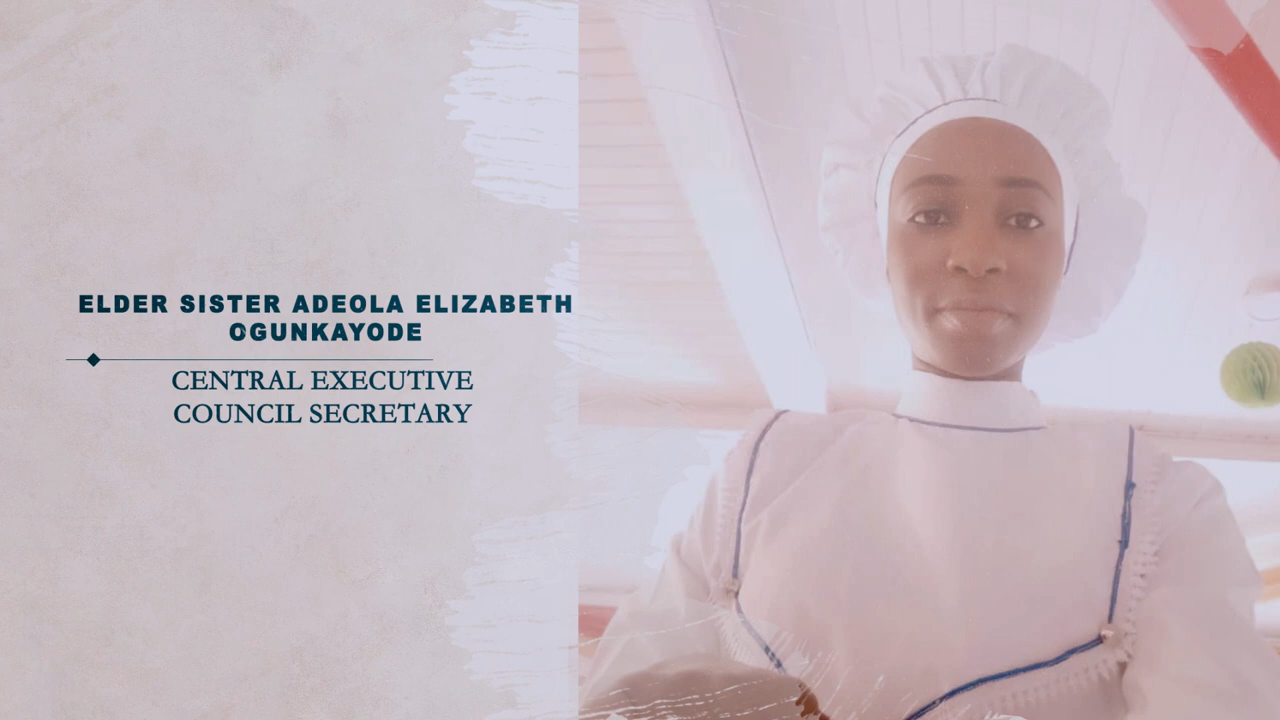 ELDER SISTER ADEOLA ELIZABETH
OGUNKAYODE
CENTRAL EXECUTIVE
COUNCIL SECRETARY